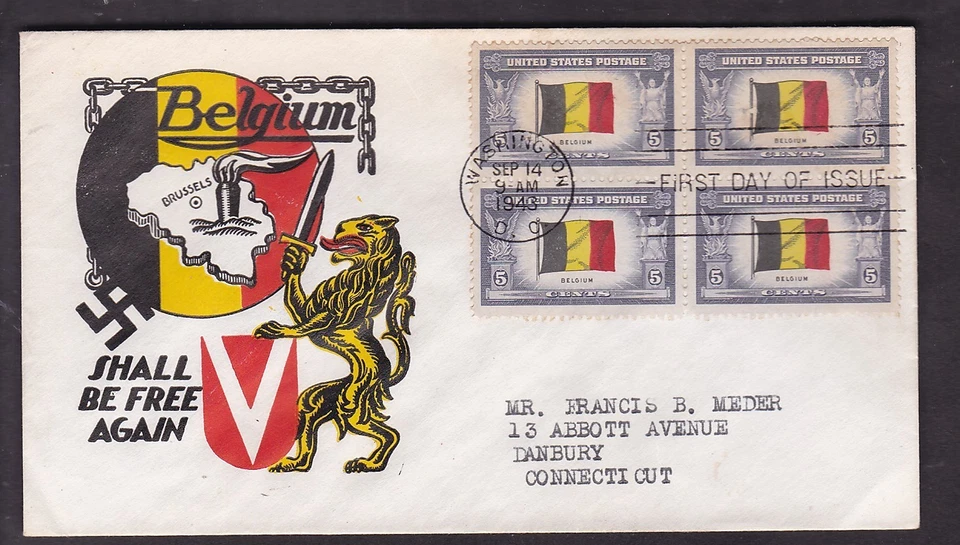 Belgium
BRUSSELS
SHALL
BE FREE
AGAIN
V
UNITED STATES POSTAGE
5 BELGIUM 5
CENTS
UNITED STATES POSTAGE
5 BELGIUM 5
CENTS
WASHINGTON
SEP 14
9-AM
1943
D. C.
FIRST DAY OF ISSUE
UNITED STATES POSTAGE
5 BELGIUM 5
CENTS
UNITED STATES POSTAGE
5 BELGIUM 5
CENTS
MR. FRANCIS B. MEDER
13 ABBOTT AVENUE
DANBURY
CONNECTICUT